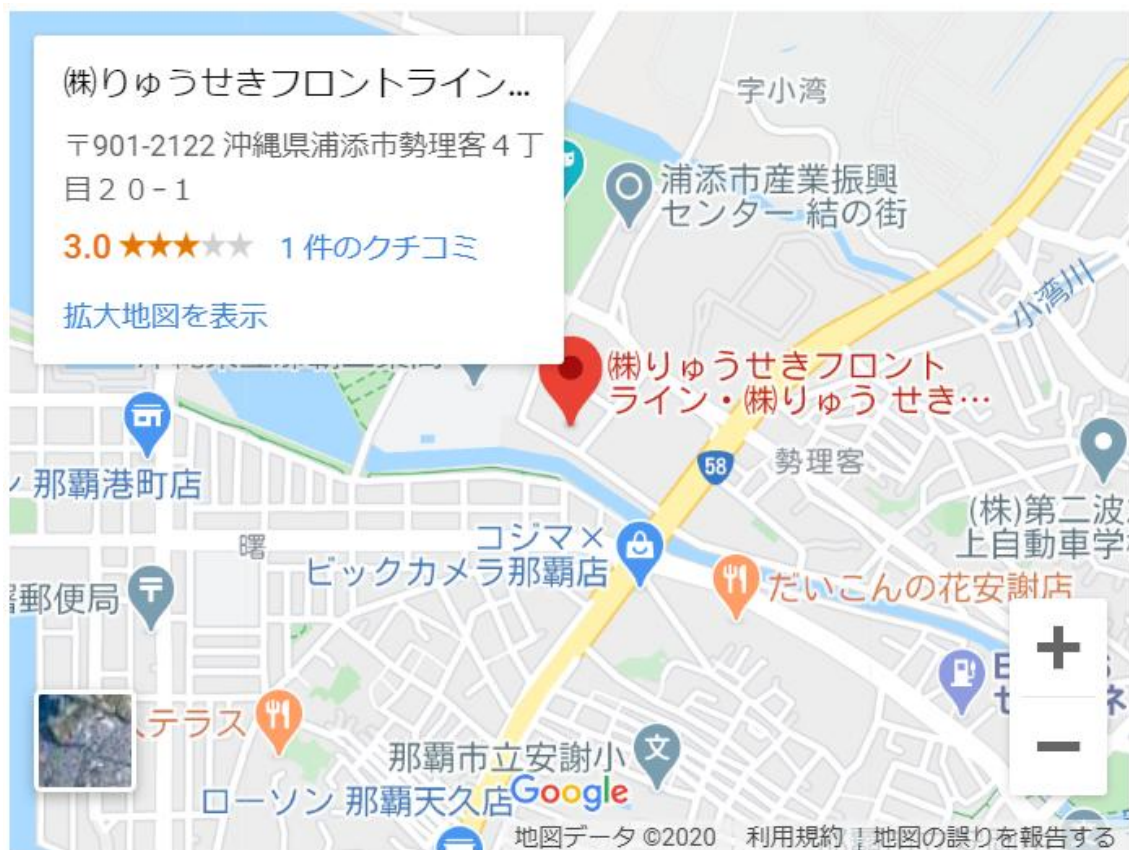 ㈱りゅうせきフロントライン...
〒901-2122 沖縄県浦添市勢理客４丁
目２０−１
3.0 ★★★★★ 1 件のクチコミ
拡大地図を表示
字小湾
浦添市産業振興
センター 結の街
小湾川
㈱りゅうせきフロント
ライン・㈱りゅう せき…
那覇港町店
58
勢理客
(株)第二波
上自動車学
曙
コジマ×
ビックカメラ那覇店
だいこんの花安謝店
郵便局
+
テラス
−
那覇市立安謝小
文
ローソン 那覇天久店
Google
地図データ ©2020 利用規約 地図の誤りを報告する